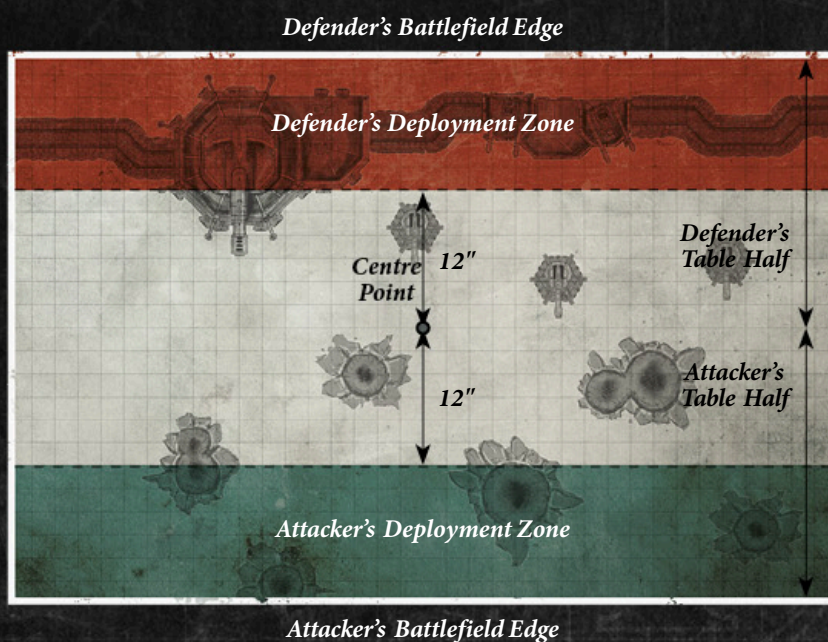 Defender's Battlefield Edge
Defender's Deployment Zone
Defender's
Table Half
12"
Centre
Point
Attacker's
Table Half
12"
Attacker's Deployment Zone
Attacker's Battlefield Edge